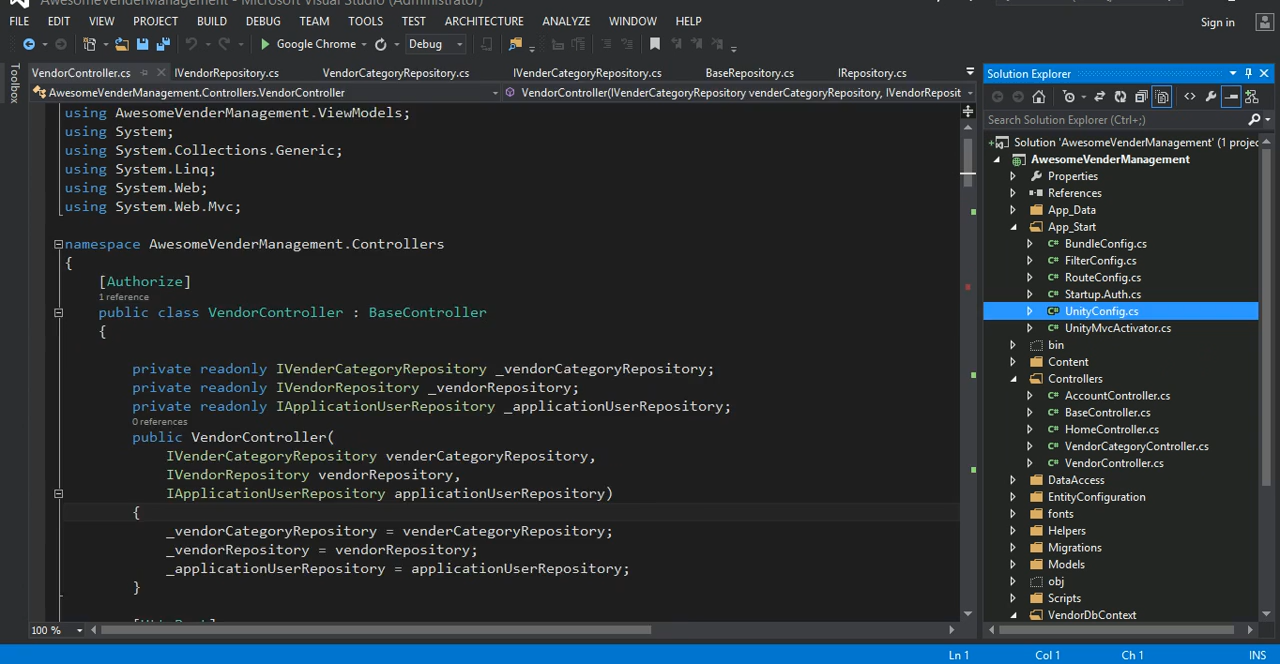 AwesomeVenderManagement - Microsoft Visual Studio (Administrator)
FILE EDIT VIEW PROJECT BUILD DEBUG TEAM TOOLS TEST ARCHITECTURE ANALYZE WINDOW HELP
Sign in
Google Chrome Debug
Toolbox
VendorController.cs IVendorRepository.cs VendorCategoryRepository.cs IVenderCategoryRepository.cs BaseRepository.cs IRepository.cs
AwesomeVenderManagement.Controllers.VendorController VendorController(IVenderCategoryRepository venderCategoryRepository, IVendorReposit
using AwesomeVenderManagement.ViewModels;
using System;
using System.Collections.Generic;
using System.Linq;
using System.Web;
using System.Web.Mvc;
namespace AwesomeVenderManagement.Controllers
{
[Authorize]
1 reference
public class VendorController : BaseController
{
private readonly IVenderCategoryRepository _vendorCategoryRepository;
private readonly IVendorRepository _vendorRepository;
private readonly IApplicationUserRepository _applicationUserRepository;
0 references
public VendorController(
IVenderCategoryRepository venderCategoryRepository,
IVendorRepository vendorRepository,
IApplicationUserRepository applicationUserRepository)
{
_vendorCategoryRepository = venderCategoryRepository;
_vendorRepository = vendorRepository;
_applicationUserRepository = applicationUserRepository;
}
100 %
Solution Explorer
Search Solution Explorer (Ctrl+;)
Solution 'AwesomeVenderManagement' (1 projec
AwesomeVenderManagement
Properties
References
App_Data
App_Start
BundleConfig.cs
FilterConfig.cs
RouteConfig.cs
Startup.Auth.cs
UnityConfig.cs
UnityMvcActivator.cs
bin
Content
Controllers
AccountController.cs
BaseController.cs
HomeController.cs
VendorCategoryController.cs
VendorController.cs
DataAccess
EntityConfiguration
fonts
Helpers
Migrations
Models
obj
Scripts
VendorDbContext
Ln 1 Col 1 Ch 1 INS